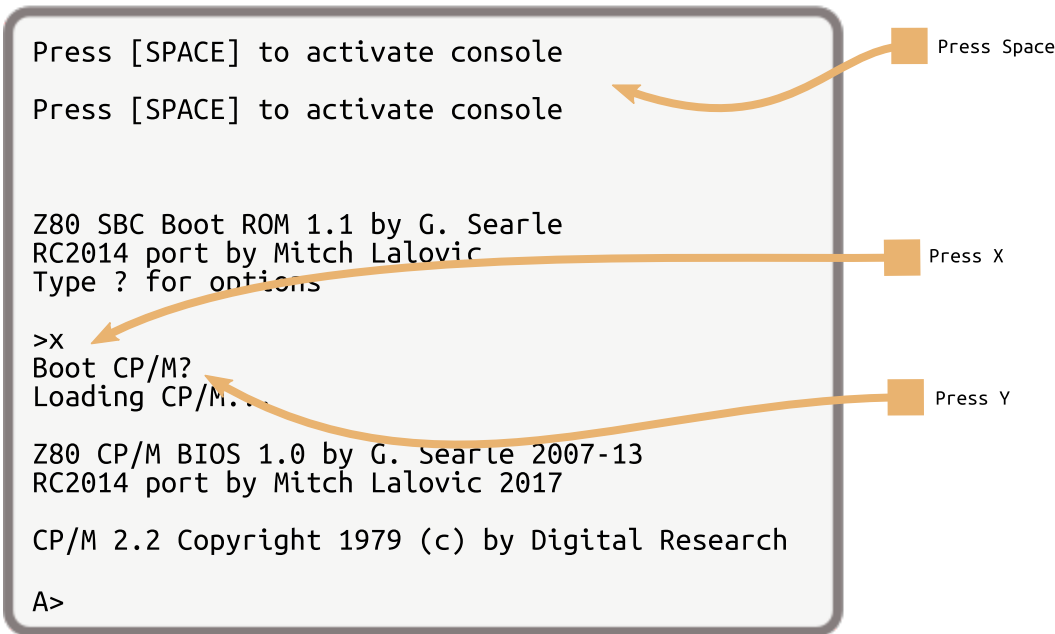 Press [SPACE] to activate console
Press Space
Press [SPACE] to activate console
Z80 SBC Boot ROM 1.1 by G. Searle
RC2014 port by Mitch Lalovic
Press X
Type ? for options
>x
Boot CP/M?
Loading CP/M...
Press Y
Z80 CP/M BIOS 1.0 by G. Searle 2007-13
RC2014 port by Mitch Lalovic 2017
CP/M 2.2 Copyright 1979 (c) by Digital Research
A>